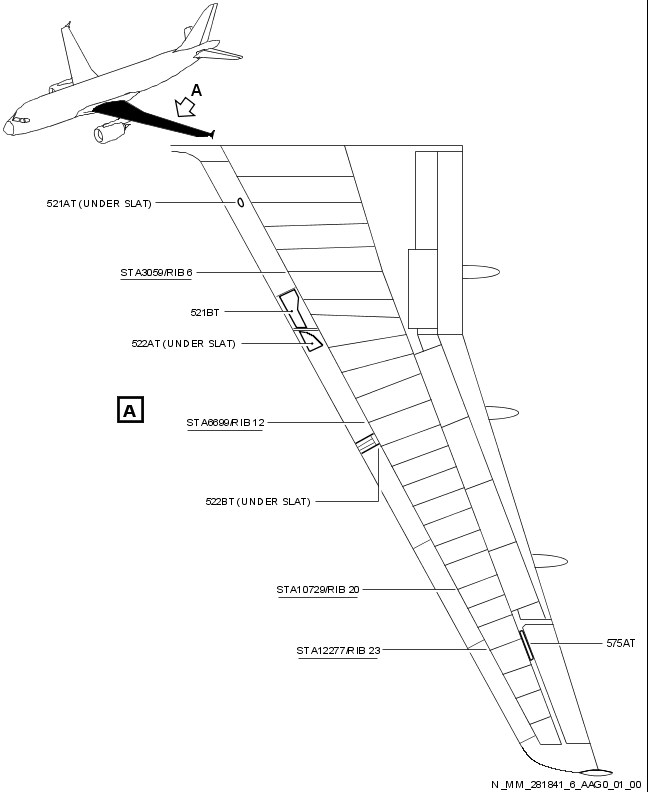 A
521AT (UNDER SLAT)
STA3059/RIB 6
521BT
522AT (UNDER SLAT)
A
STA6699/RIB 12
522BT (UNDER SLAT)
STA10729/RIB 20
575AT
STA12277/RIB 23
N_MM_281841_6_AAG0_01_00